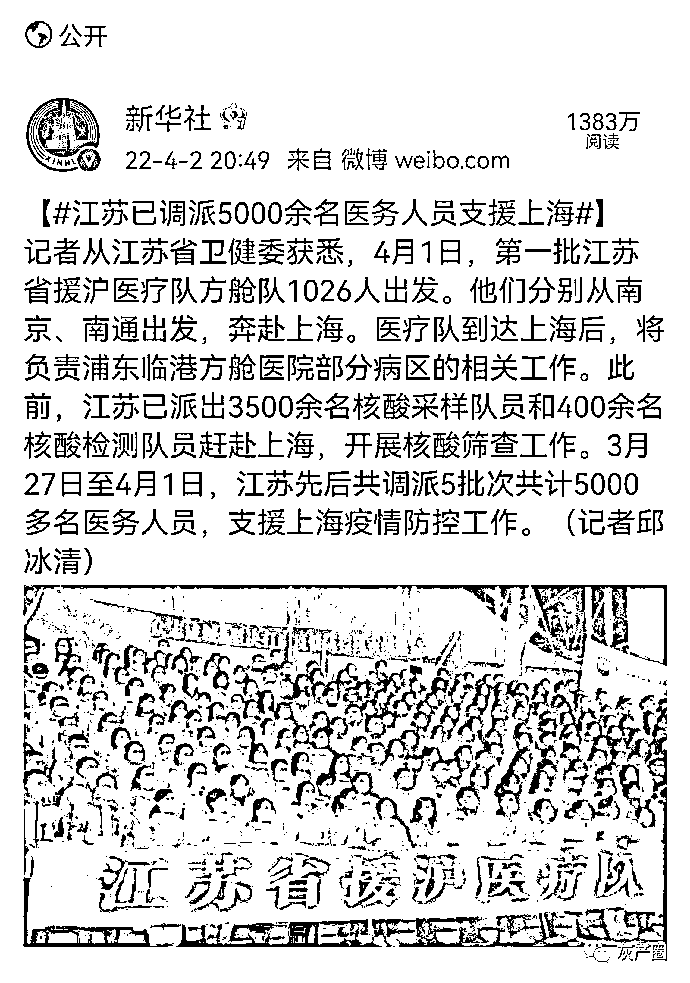 公开
新华社
1383万
阅读
22-4-2 20:49 来自 微博 weibo.com
【#江苏已调派5000余名医务人员支援上海#】
记者从江苏省卫健委获悉，4月1日，第一批江苏
省援沪医疗队方舱队1026人出发。他们分别从南
京、南通出发，奔赴上海。医疗队到达上海后，将
负责浦东临港方舱医院部分病区的相关工作。此
前，江苏已派出3500余名核酸采样队员和400余名
核酸检测队员赶赴上海，开展核酸筛查工作。3月
27日至4月1日，江苏先后共调派5批次共计5000
多名医务人员，支援上海疫情防控工作。（记者邱
冰清）
江苏省援沪医疗队
灰产圈